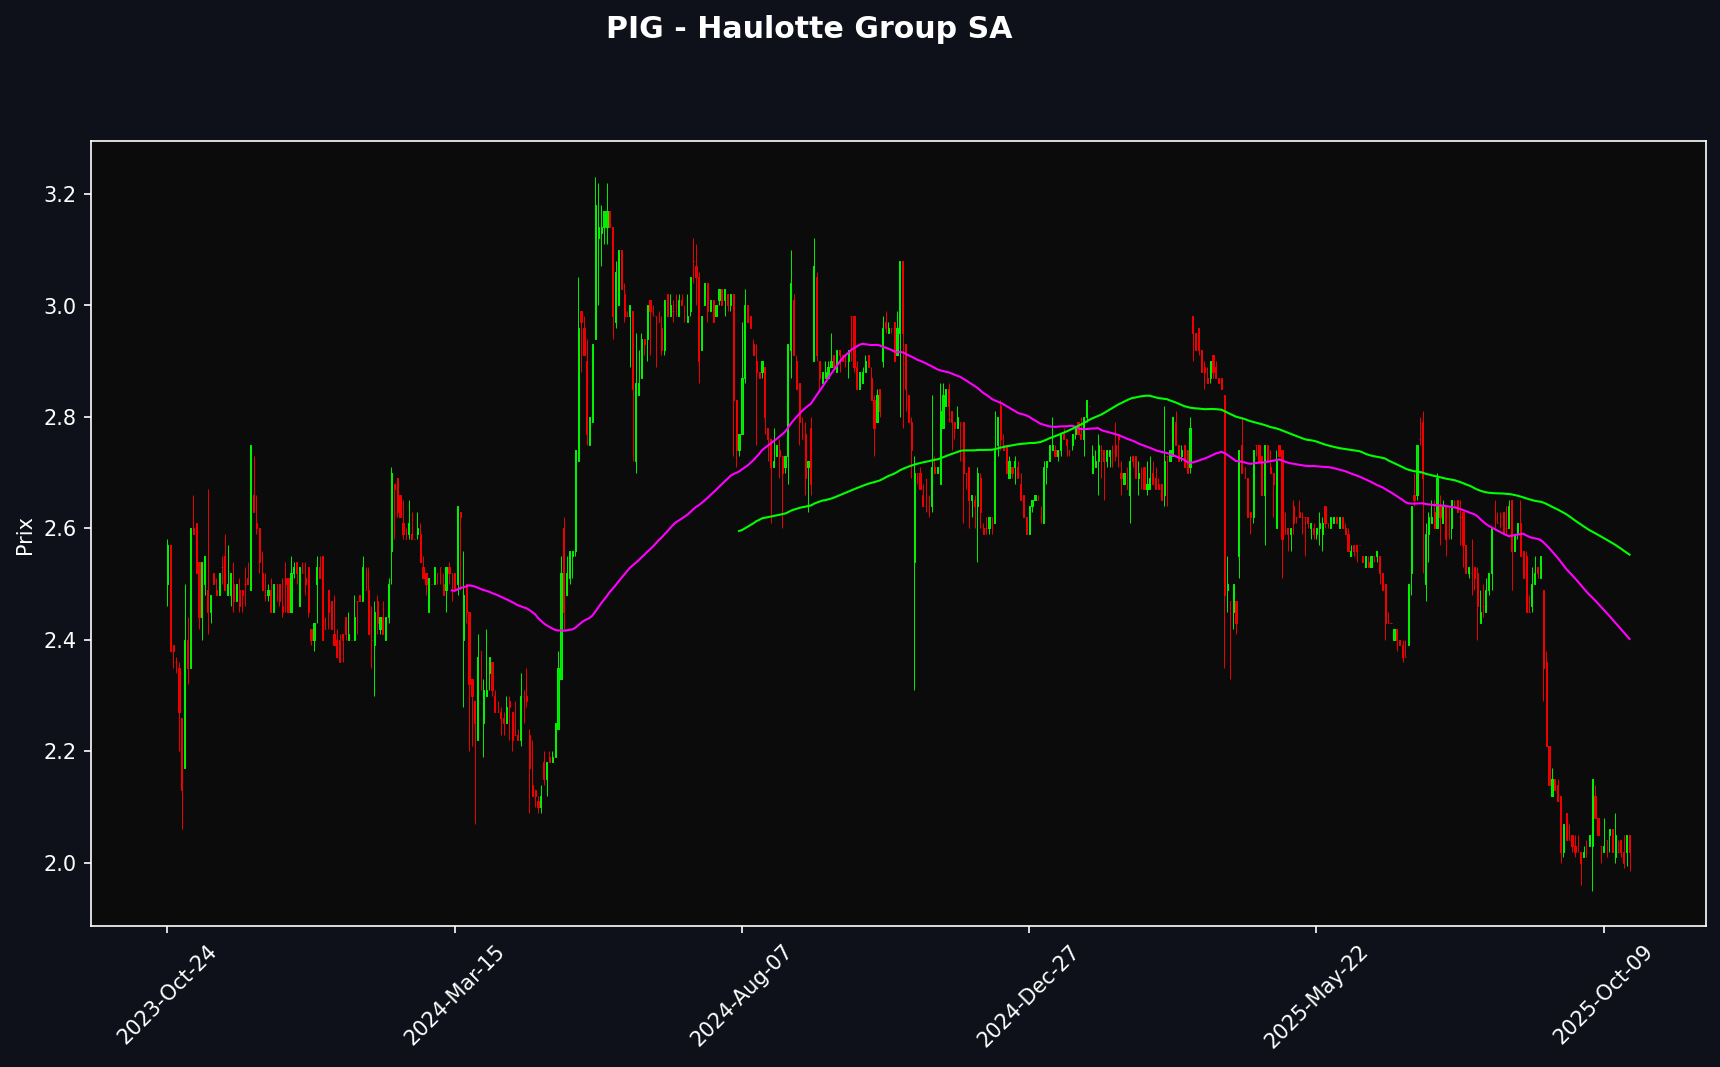 PIG - Haulotte Group SA
Prix
3.2
3.0
2.8
2.6
2.4
2.2
2.0
2023-Oct-24
2024-Mar-15
2024-Aug-07
2024-Dec-27
2025-May-22
2025-Oct-09